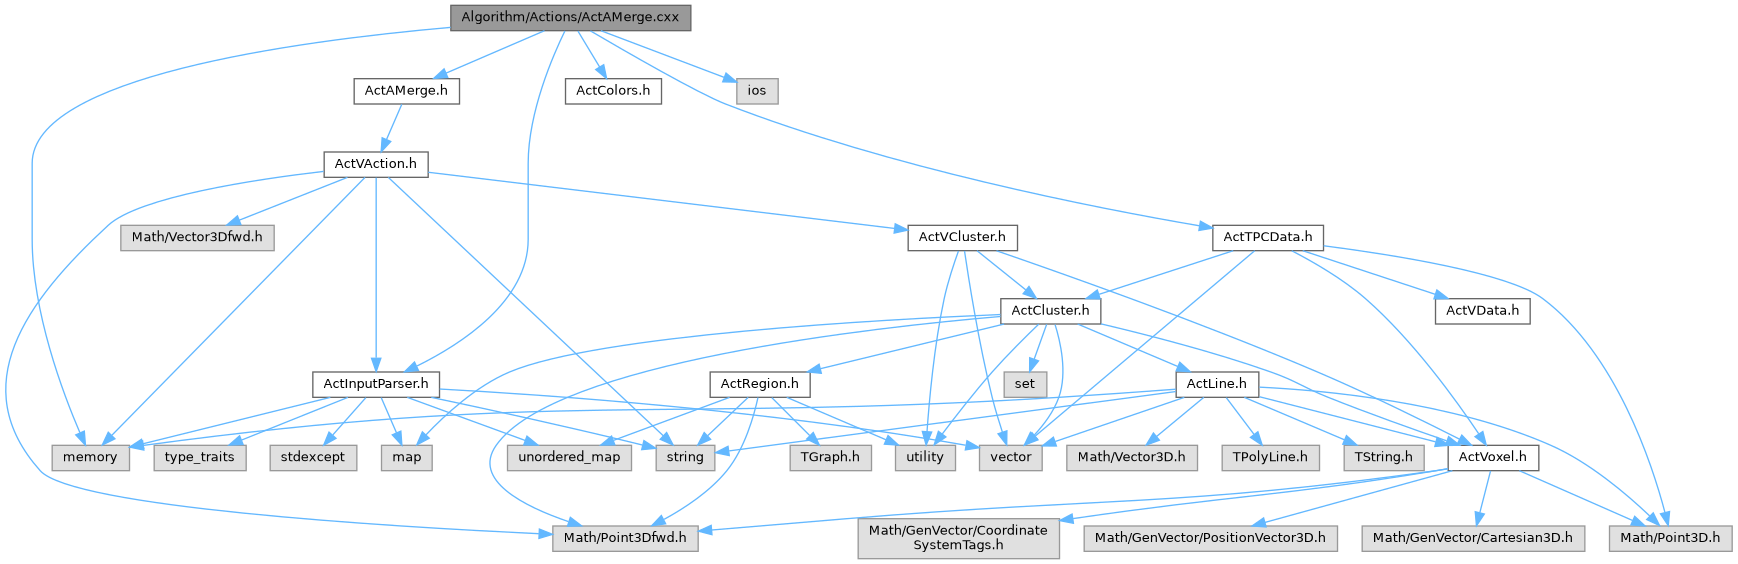 Algorithm/Actions/ActAMerge.cxx
ActAMerge.h
ActColors.h
ios
ActVAction.h
Math/Vector3Dfwd.h
ActVCluster.h
ActTPCData.h
ActCluster.h
ActVData.h
ActInputParser.h
ActRegion.h
set
ActLine.h
memory
type_traits
stdexcept
map
unordered_map
string
TGraph.h
utility
vector
Math/Vector3D.h
TPolyLine.h
TString.h
ActVoxel.h
Math/Point3Dfwd.h
Math/GenVector/Coordinate
SystemTags.h
Math/GenVector/PositionVector3D.h
Math/GenVector/Cartesian3D.h
Math/Point3D.h